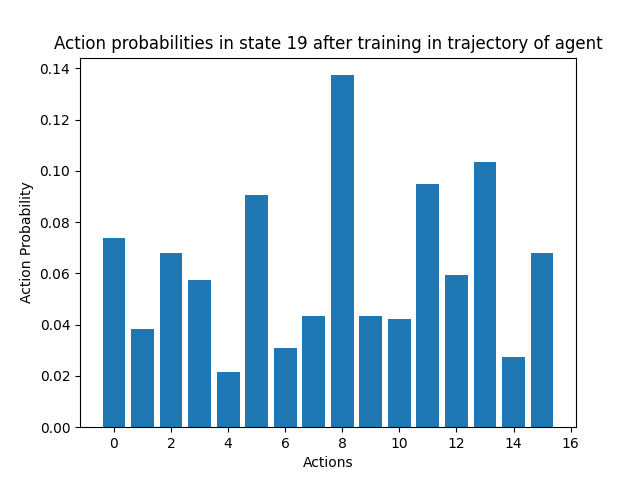 Action probabilities in state 19 after training in trajectory of agent
0.14
0.12
0.10
0.08
0.06
0.04
0.02
0.00
Action Probability
0 2 4 6 8 10 12 14 16
Actions